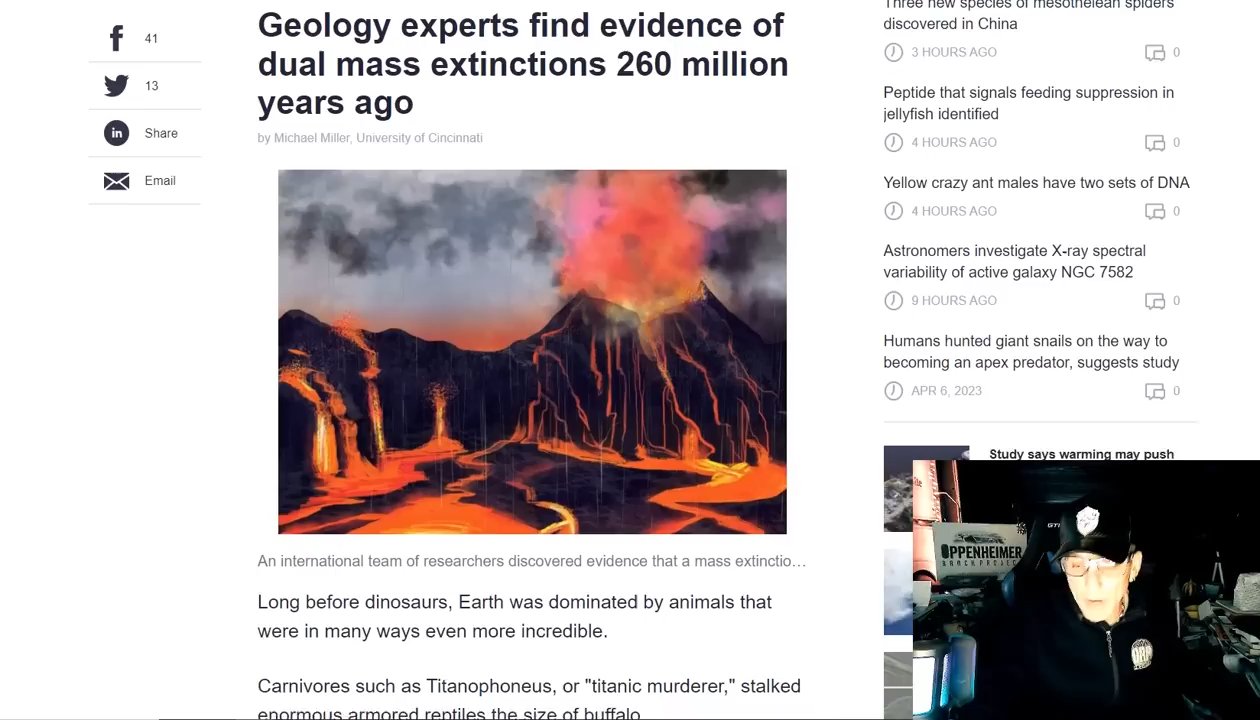 41
13
Share
Email
Geology experts find evidence of
dual mass extinctions 260 million
years ago
by Michael Miller, University of Cincinnati
An international team of researchers discovered evidence that a mass extinctio…
Long before dinosaurs, Earth was dominated by animals that
were in many ways even more incredible.
Carnivores such as Titanophoneus, or "titanic murderer," stalked
enormous armored reptiles the size of buffalo.
Three new species of mesothelean spiders
discovered in China
3 HOURS AGO
0
Peptide that signals feeding suppression in
jellyfish identified
4 HOURS AGO
0
Yellow crazy ant males have two sets of DNA
4 HOURS AGO
0
Astronomers investigate X-ray spectral
variability of active galaxy NGC 7582
9 HOURS AGO
0
Humans hunted giant snails on the way to
becoming an apex predator, suggests study
APR 6, 2023
0
Study says warming may push
OPPENHEIMER
RANCH PROJECT